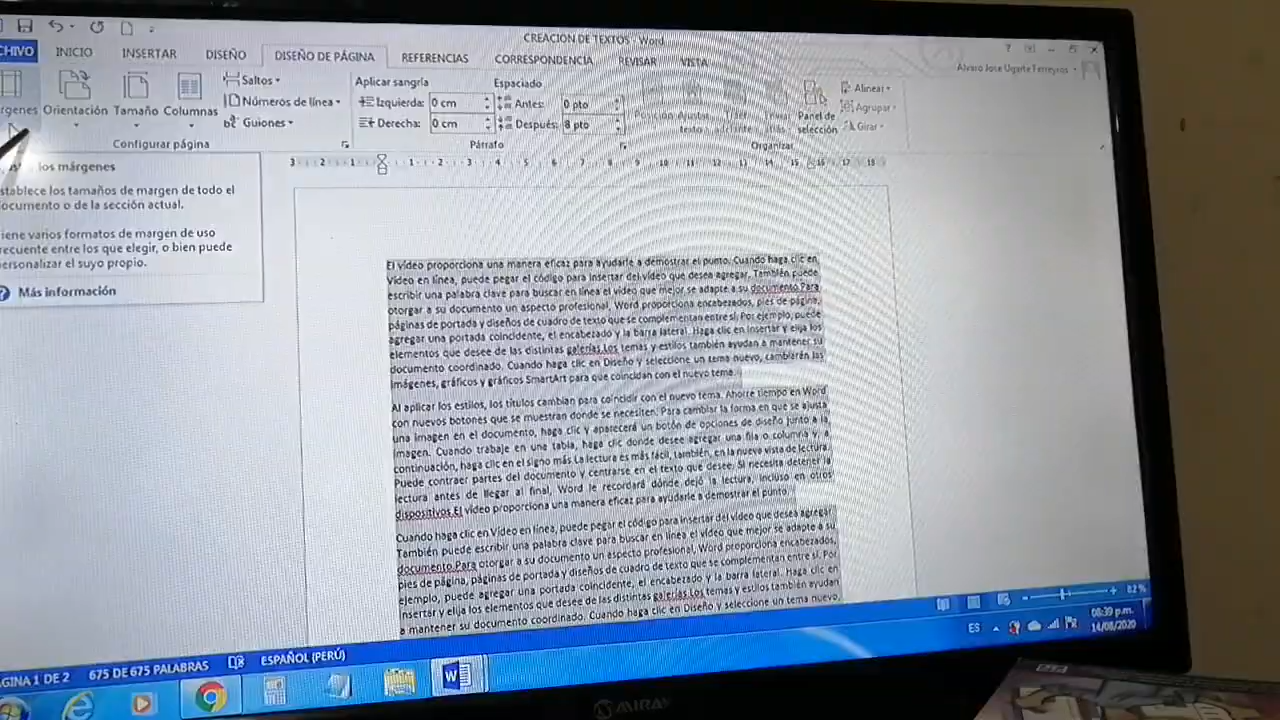 CREACION DE TEXTOS - Word
CHIVO INICIO INSERTAR DISEÑO DISEÑO DE PÁGINA REFERENCIAS CORRESPONDENCIA REVISAR VISTA
Alvaro Jose Ugarte Terreyros
Saltos
Aplicar sangría Espaciado
Alinear
rgenes Orientación Tamaño Columnas
Números de línea
Izquierda: 0 cm
Antes: 0 pto
Panel de selección
Agrupar
Guiones
Derecha: 0 cm
Después: 8 pto
Girar
Configurar página
Párrafo
Organizar
los márgenes
stablece los tamaños de margen de todo el
ocumento o de la sección actual.
iene varios formatos de margen de uso
recuente entre los que elegir, o bien puede
personalizar el suyo propio.
Más información
El vídeo proporciona una manera eficaz para ayudarle a demostrar el punto. Cuando haga clic en
Vídeo en línea, puede pegar el código para insertar del vídeo que desea agregar. También puede
escribir una palabra clave para buscar en línea el vídeo que mejor se adapte a su documento.Para
otorgar a su documento un aspecto profesional, Word proporciona encabezados, pies de página,
páginas de portada y diseños de cuadro de texto que se complementan entre sí. Por ejemplo, puede
agregar una portada coincidente, el encabezado y la barra lateral. Haga clic en Insertar y elija los
elementos que desee de las distintas galerías.Los temas y estilos también ayudan a mantener su
documento coordinado. Cuando haga clic en Diseño y seleccione un tema nuevo, cambiarán las
imágenes, gráficos y gráficos SmartArt para que coincidan con el nuevo tema.
Al aplicar los estilos, los títulos cambian para coincidir con el nuevo tema. Ahorre tiempo en Word
con nuevos botones que se muestran donde se necesiten. Para cambiar la forma en que se ajusta
una imagen en el documento, haga clic y aparecerá un botón de opciones de diseño junto a la
imagen. Cuando trabaje en una tabla, haga clic donde desee agregar una fila o columna y, a
continuación, haga clic en el signo más.La lectura es más fácil, también, en la nueva vista de lectura.
Puede contraer partes del documento y centrarse en el texto que desee. Si necesita detener la
lectura antes de llegar al final, Word le recordará dónde dejó la lectura, incluso en otros
dispositivos.El vídeo proporciona una manera eficaz para ayudarle a demostrar el punto.
Cuando haga clic en Vídeo en línea, puede pegar el código para insertar del vídeo que desea agregar.
También puede escribir una palabra clave para buscar en línea el vídeo que mejor se adapte a su
documento.Para otorgar a su documento un aspecto profesional, Word proporciona encabezados,
pies de página, páginas de portada y diseños de cuadro de texto que se complementan entre sí. Por
ejemplo, puede agregar una portada coincidente, el encabezado y la barra lateral. Haga clic en
Insertar y elija los elementos que desee de las distintas galerías.Los temas y estilos también ayudan
a mantener su documento coordinado. Cuando haga clic en Diseño y seleccione un tema nuevo,
82%
ÁGINA 1 DE 2 675 DE 675 PALABRAS ESPAÑOL (PERÚ)
ES
08:39 p.m.
14/08/2020
MIRAY